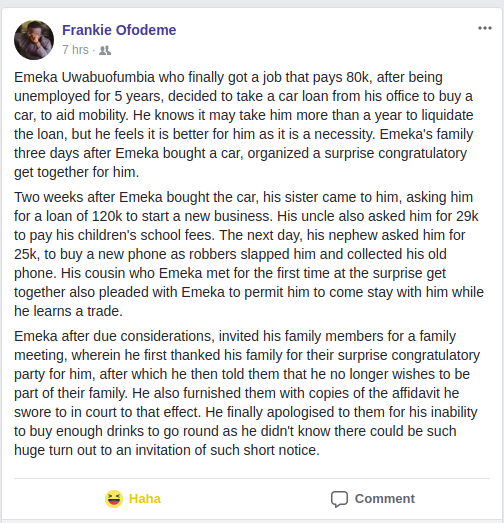 Frankie Ofodeme
7 hrs ·
Emeka Uwabuofumbia who finally got a job that pays 80k, after being
unemployed for 5 years, decided to take a car loan from his office to buy a
car, to aid mobility. He knows it may take him more than a year to liquidate
the loan, but he feels it is better for him as it is a necessity. Emeka's family
three days after Emeka bought a car, organized a surprise congratulatory
get together for him.
Two weeks after Emeka bought the car, his sister came to him, asking him
for a loan of 120k to start a new business. His uncle also asked him for 29k
to pay his children's school fees. The next day, his nephew asked him for
25k, to buy a new phone as robbers slapped him and collected his old
phone. His cousin who Emeka met for the first time at the surprise get
together also pleaded with Emeka to permit him to come stay with him while
he learns a trade.
Emeka after due considerations, invited his family members for a family
meeting, wherein he first thanked his family for their surprise congratulatory
party for him, after which he then told them that he no longer wishes to be
part of their family. He also furnished them with copies of the affidavit he
swore to in court to that effect. He finally apologised to them for his inability
to buy enough drinks to go round as he didn't know there could be such
huge turn out to an invitation of such short notice.
Haha Comment